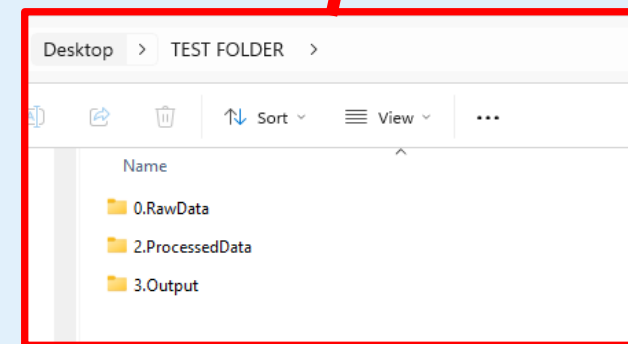 Desktop > TEST FOLDER >
Sort View ...
Name
0.RawData
2.ProcessedData
3.Output